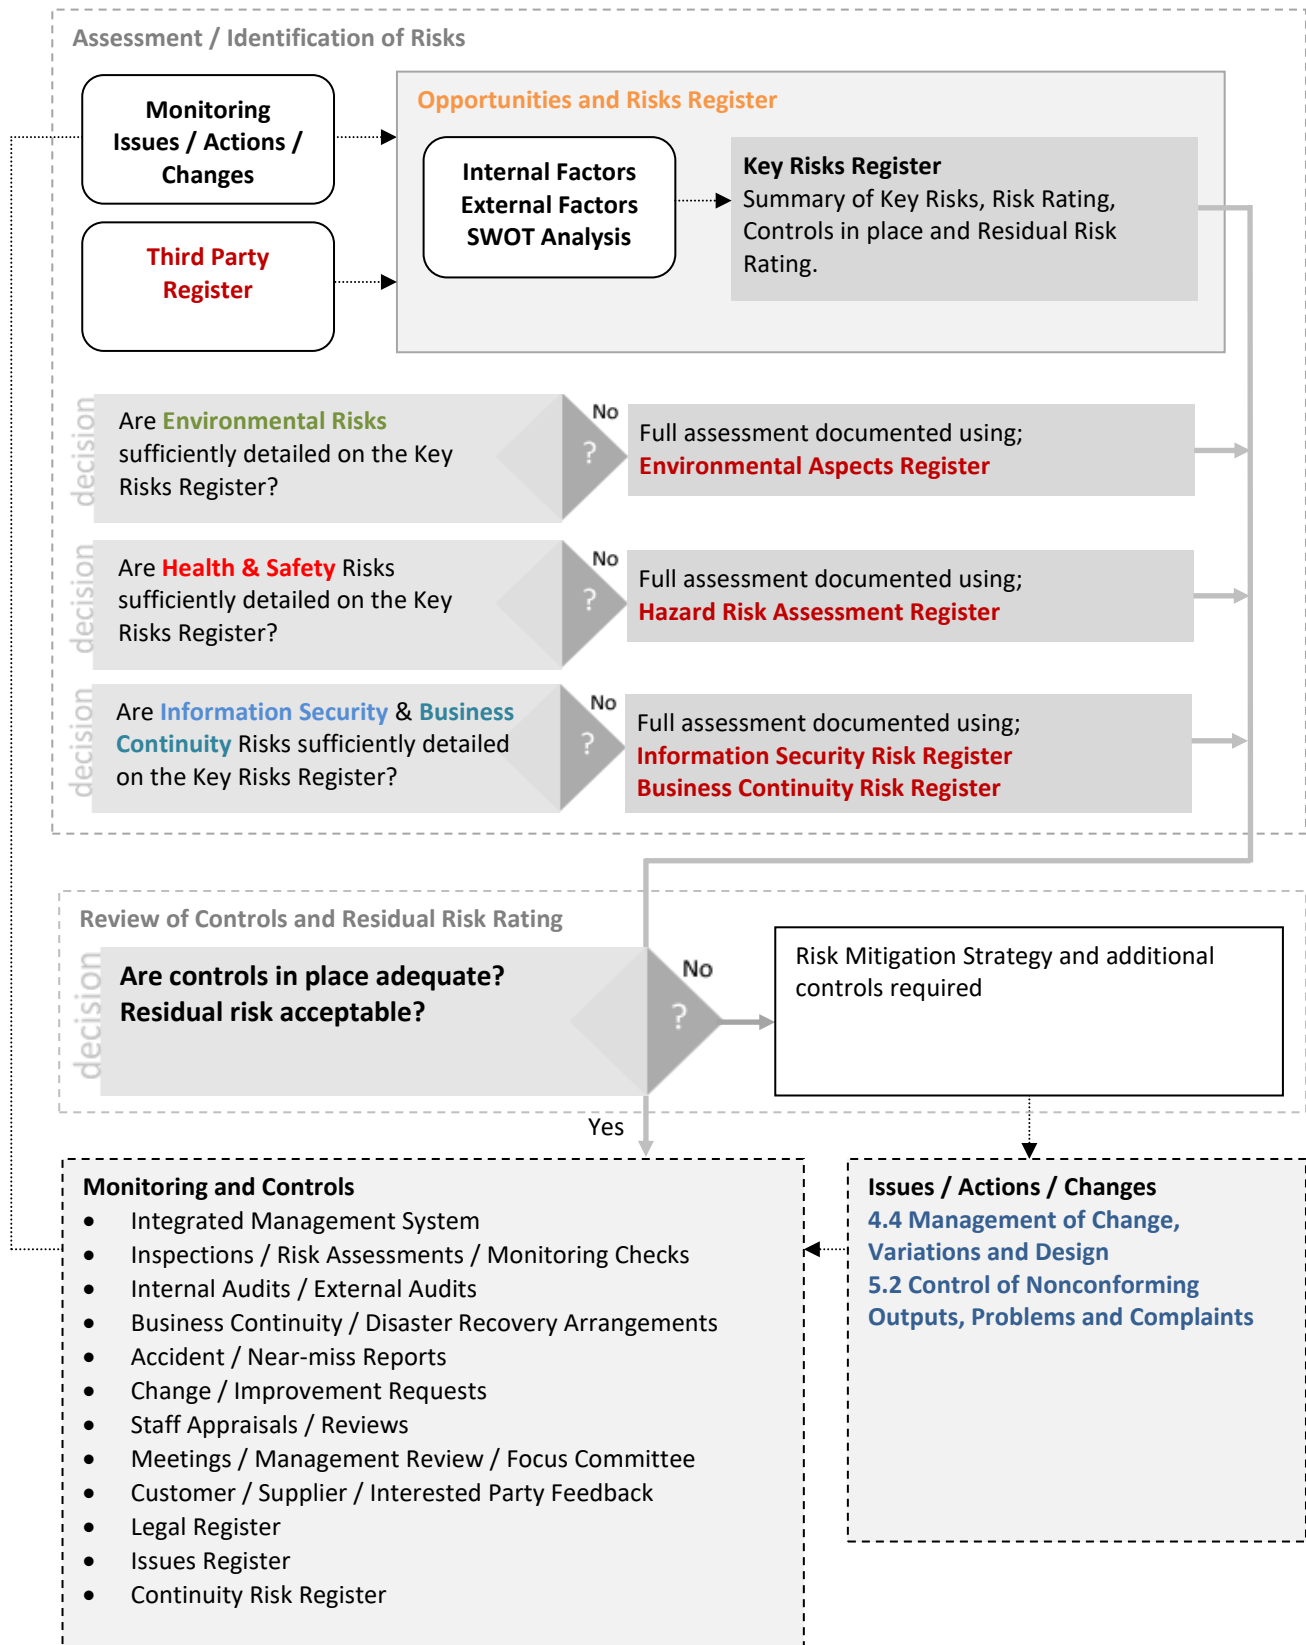 Assessment / Identification of Risks
Monitoring
Issues / Actions /
Changes
Third Party
Register
Opportunities and Risks Register
Internal Factors
External Factors
SWOT Analysis
Key Risks Register
Summary of Key Risks, Risk Rating,
Controls in place and Residual Risk
Rating.
decision
Are Environmental Risks
sufficiently detailed on the Key
Risks Register?
?
No
Full assessment documented using;
Environmental Aspects Register
decision
Are Health & Safety Risks
sufficiently detailed on the Key
Risks Register?
?
No
Full assessment documented using;
Hazard Risk Assessment Register
decision
Are Information Security & Business
Continuity Risks sufficiently detailed
on the Key Risks Register?
?
No
Full assessment documented using;
Information Security Risk Register
Business Continuity Risk Register
Review of Controls and Residual Risk Rating
decision
Are controls in place adequate?
Residual risk acceptable?
?
No
Risk Mitigation Strategy and additional
controls required
Yes
Monitoring and Controls
• Integrated Management System
• Inspections / Risk Assessments / Monitoring Checks
• Internal Audits / External Audits
• Business Continuity / Disaster Recovery Arrangements
• Accident / Near-miss Reports
• Change / Improvement Requests
• Staff Appraisals / Reviews
• Meetings / Management Review / Focus Committee
• Customer / Supplier / Interested Party Feedback
• Legal Register
• Issues Register
• Continuity Risk Register
Issues / Actions / Changes
4.4 Management of Change,
Variations and Design
5.2 Control of Nonconforming
Outputs, Problems and Complaints